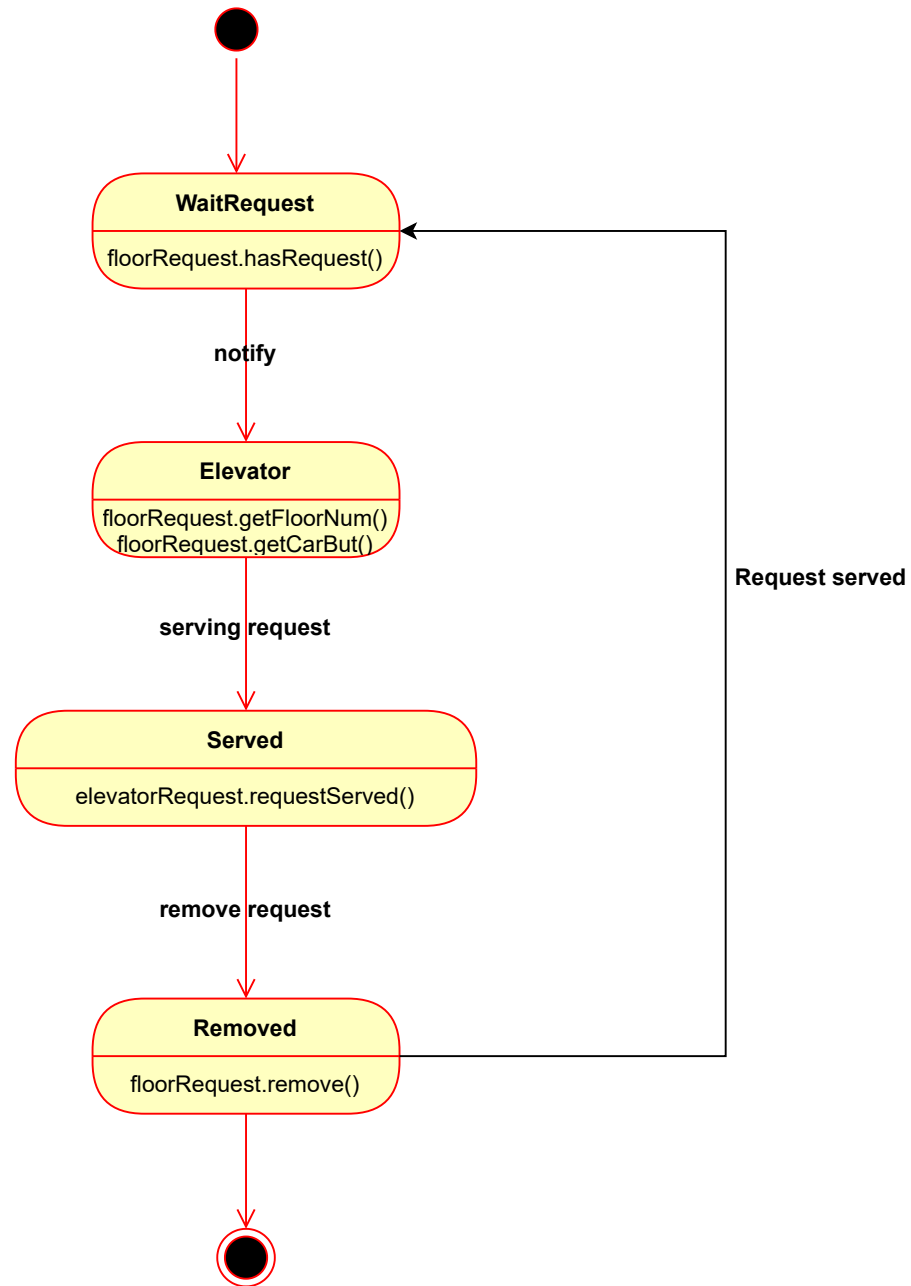 WaitRequest
floorRequest.hasRequest()
notify
Elevator
floorRequest.getFloorNum()
floorRequest.getCarBut()
Request served
serving request
Served
elevatorRequest.requestServed()
remove request
Removed
floorRequest.remove()